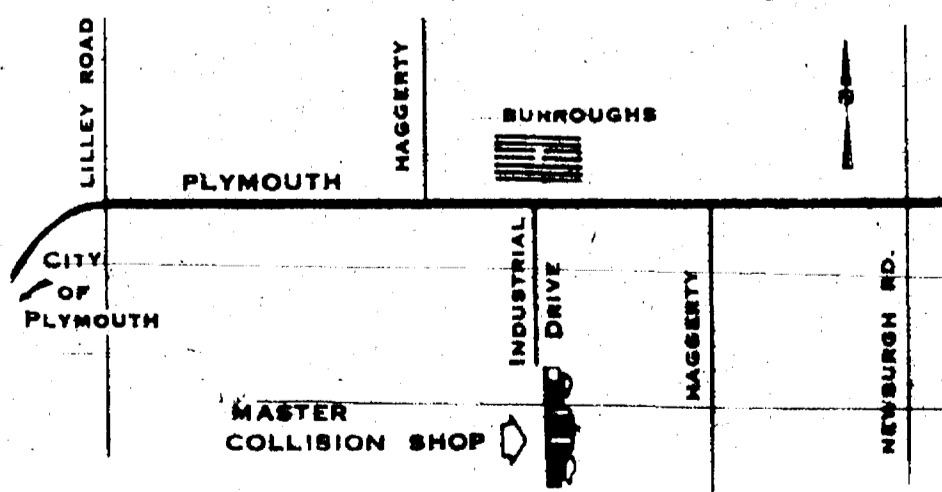 LILLEY ROAD
HAGGERTY
BURROUGHS
PLYMOUTH
CITY
OF
PLYMOUTH
INDUSTRIAL
DRIVE
HAGGERTY
NEWBURGH RD.
MASTER
COLLISION SHOP